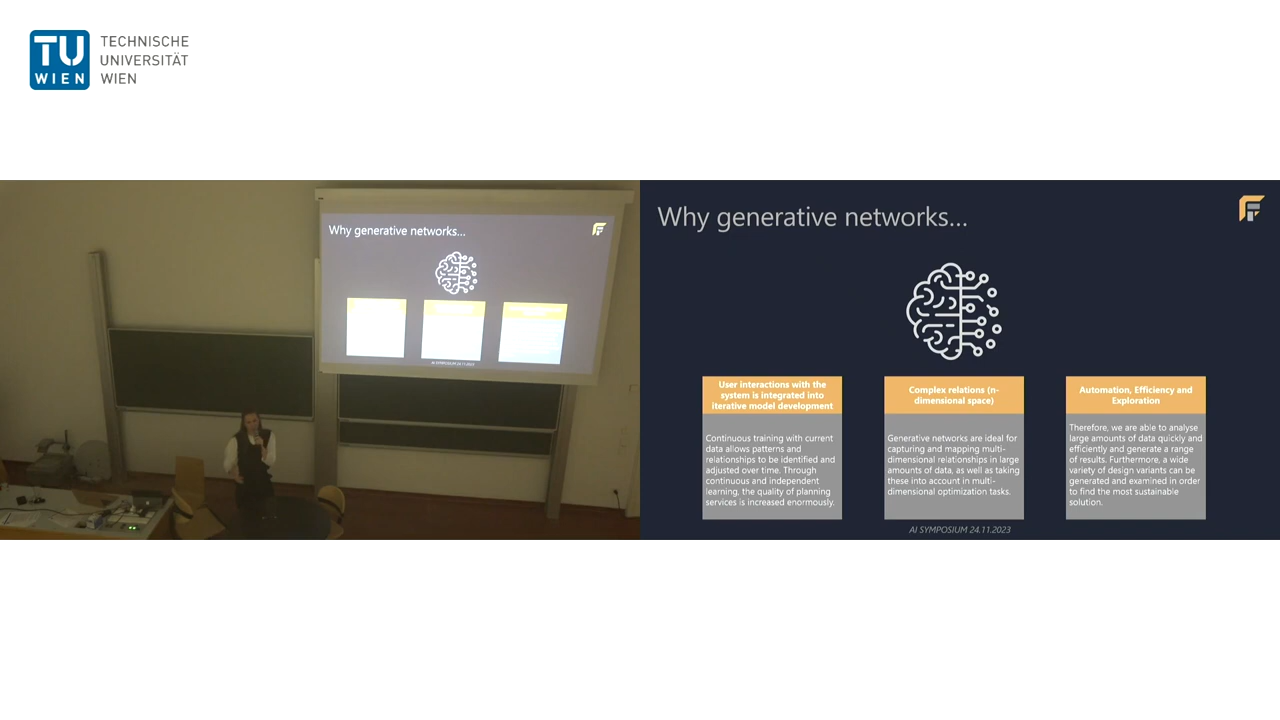 TU
WIEN
TECHNISCHE
UNIVERSITÄT
WIEN
Why generative networks...
AI SYMPOSIUM 24.11.2023
Why generative networks...
User interactions with the
system is integrated into
iterative model development
Continuous training with current
data allows patterns and
relationships to be identified and
adjusted over time. Through
continuous and independent
learning, the quality of planning
services is increased enormously.
Complex relations (n-
dimensional space)
Generative networks are ideal for
capturing and mapping multi-
dimensional relationships in large
amounts of data, as well as taking
these into account in multi-
dimensional optimization tasks.
Automation, Efficiency and
Exploration
Therefore, we are able to analyse
large amounts of data quickly and
efficiently and generate a range
of results. Furthermore, a wide
variety of design variants can be
generated and examined in order
to find the most sustainable
solution.
AI SYMPOSIUM 24.11.2023